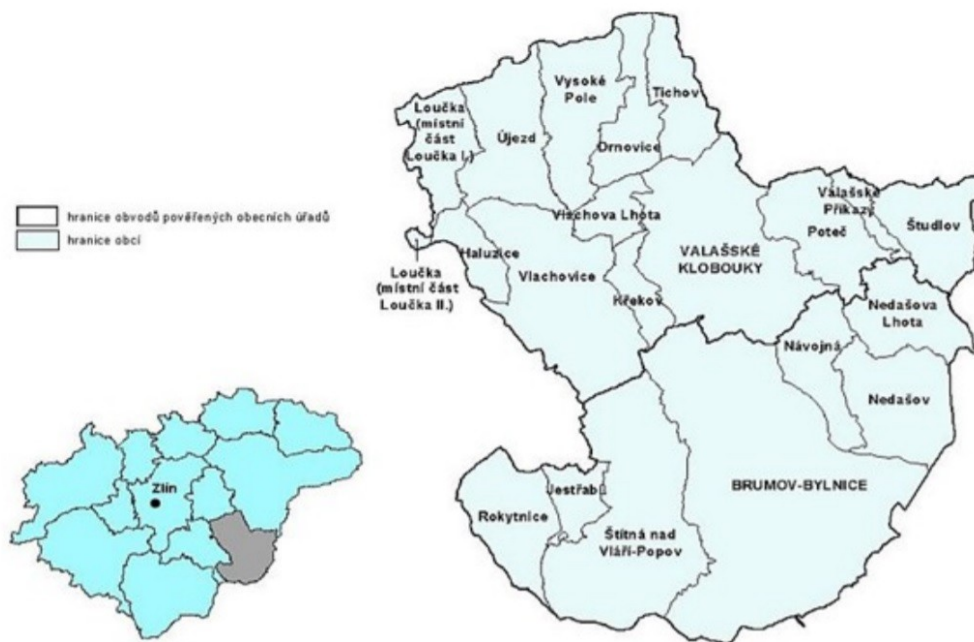 Vysoké
Pole
Tichov
Loučka
(místní
část
Loučka I.)
Újezd
Drnovice
hranice obvodů pověřených obecních úřadů
hranice obcí
Vlschova Lhota
Valašské
Příkazy
Poteč
Študlov
Haluzice
VALAŠSKÉ
KLOBOUKY
Loučka
(místní část
Loučka II.)
Vlachovice
Křekov
Nedašova
Lhota
Návojná
Nedašov
Zlín
BRUMOV-BYLNICE
Jestřabí
Rokytnice
Štítná nad
Vláří-Popov